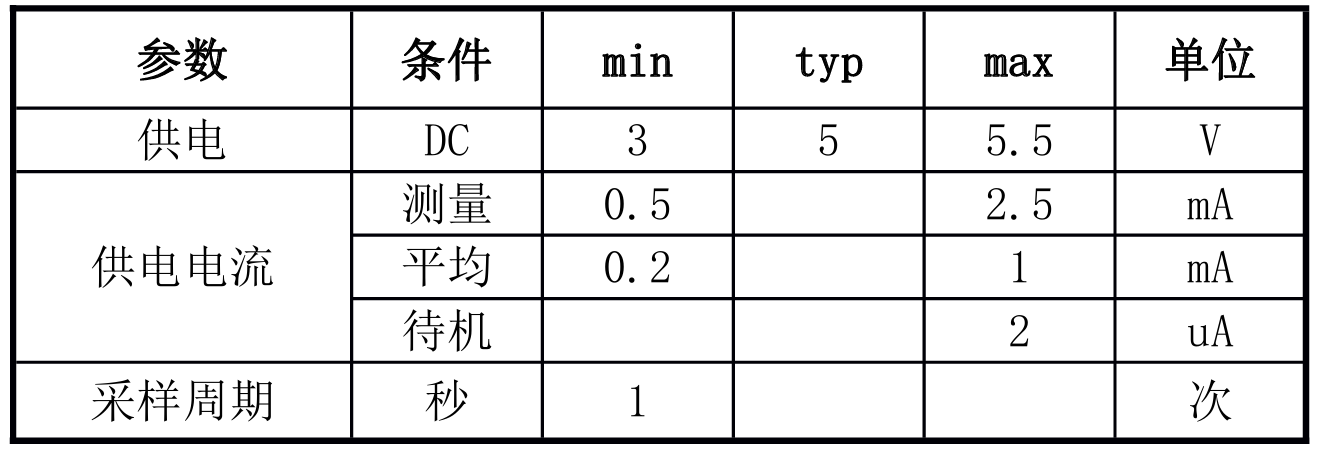 参数 条件 min typ max 单位
供电 DC 3 5 5.5 V
供电电流 测量 0.5 2.5 mA
平均 0.2 1 mA
待机 2 uA
采样周期 秒 1 次